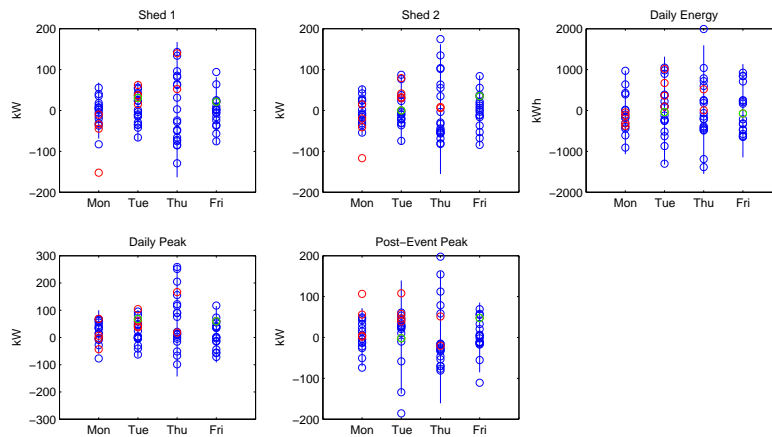 Shed 1
Shed 2
Daily Energy
200
100
0
−100
−200
kW
Mon Tue Thu Fri
200
100
0
−100
−200
kW
Mon Tue Thu Fri
2000
1000
0
−1000
−2000
kWh
Mon Tue Thu Fri
Daily Peak
Post−Event Peak
300
200
100
0
−100
−200
−300
kW
Mon Tue Thu Fri
200
100
0
−100
−200
kW
Mon Tue Thu Fri